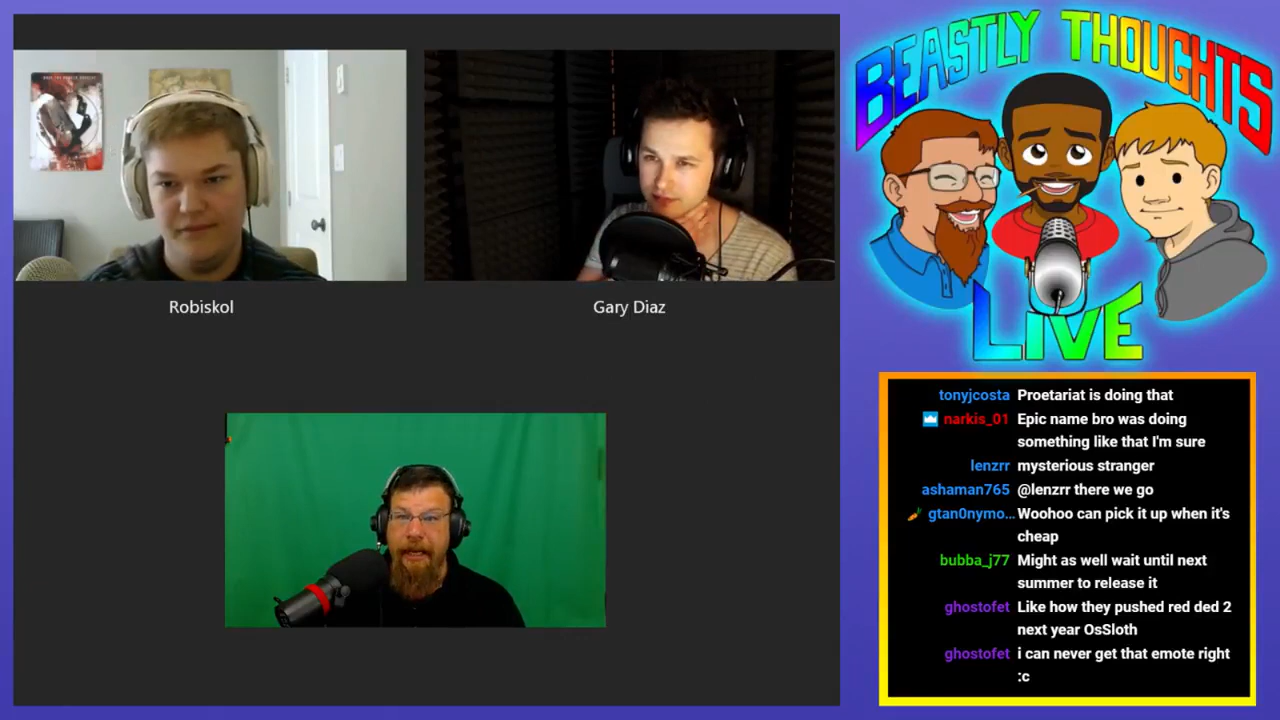 Robiskol
Gary Diaz
BEASTLY THOUGHTS
LIVE
tonyjcosta Proetariat is doing that
narkis_01 Epic name bro was doing
something like that I'm sure
lenzrr mysterious stranger
ashaman765 @lenzrr there we go
gtan0nymo... Woohoo can pick it up when it's
cheap
bubba_j77 Might as well wait until next
summer to release it
ghostofet Like how they pushed red ded 2
next year OsSloth
ghostofet i can never get that emote right
:c